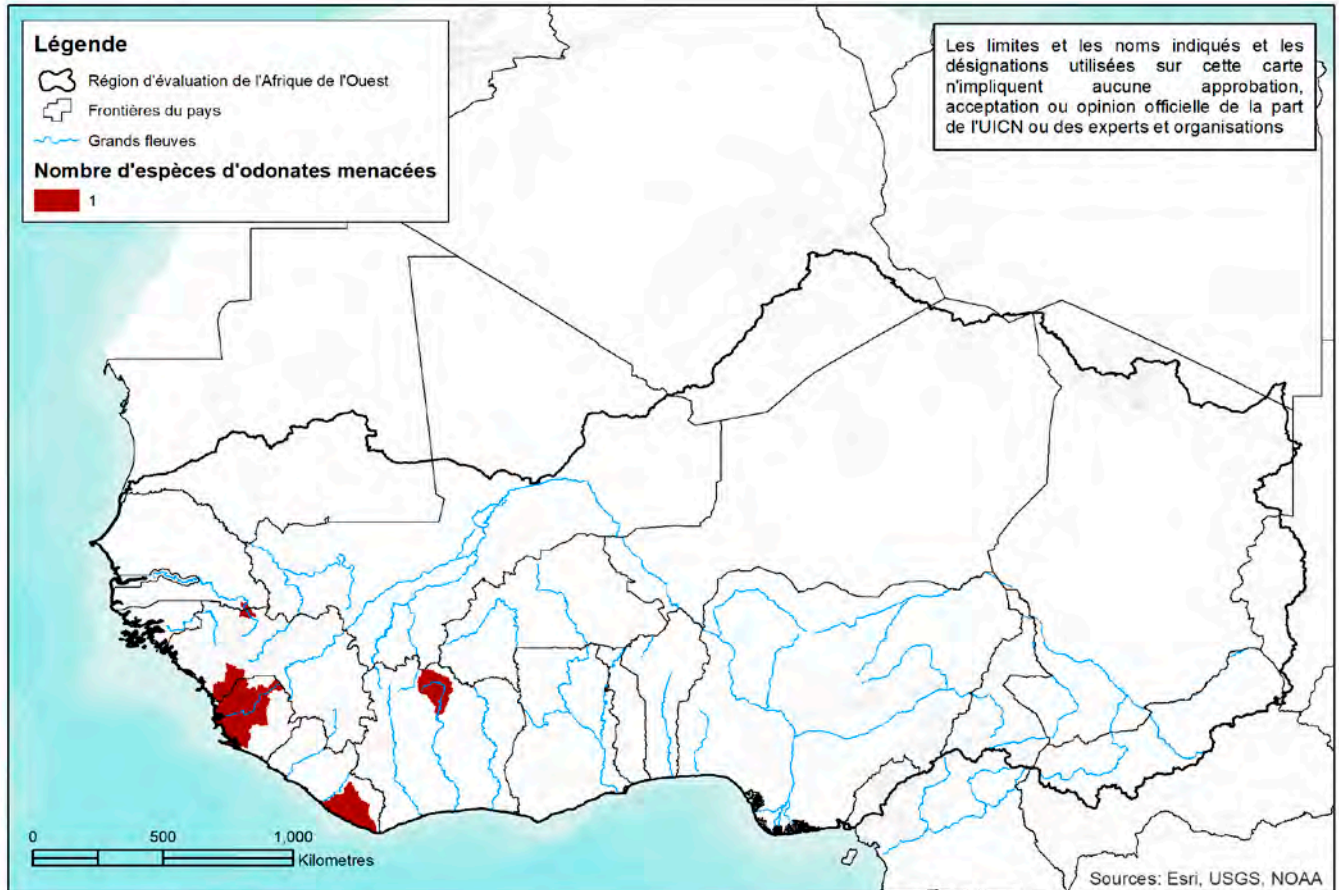 Légende
Région d'évaluation de l'Afrique de l'Ouest
Frontières du pays
Grands fleuves
Nombre d'espèces d'odonates menacées
1
Les limites et les noms indiqués et les
désignations utilisées sur cette carte
n'impliquent aucune approbation,
acceptation ou opinion officielle de la part
de l'UICN ou des experts et organisations
0 500 1,000
Kilometres
Sources: Esri, USGS, NOAA